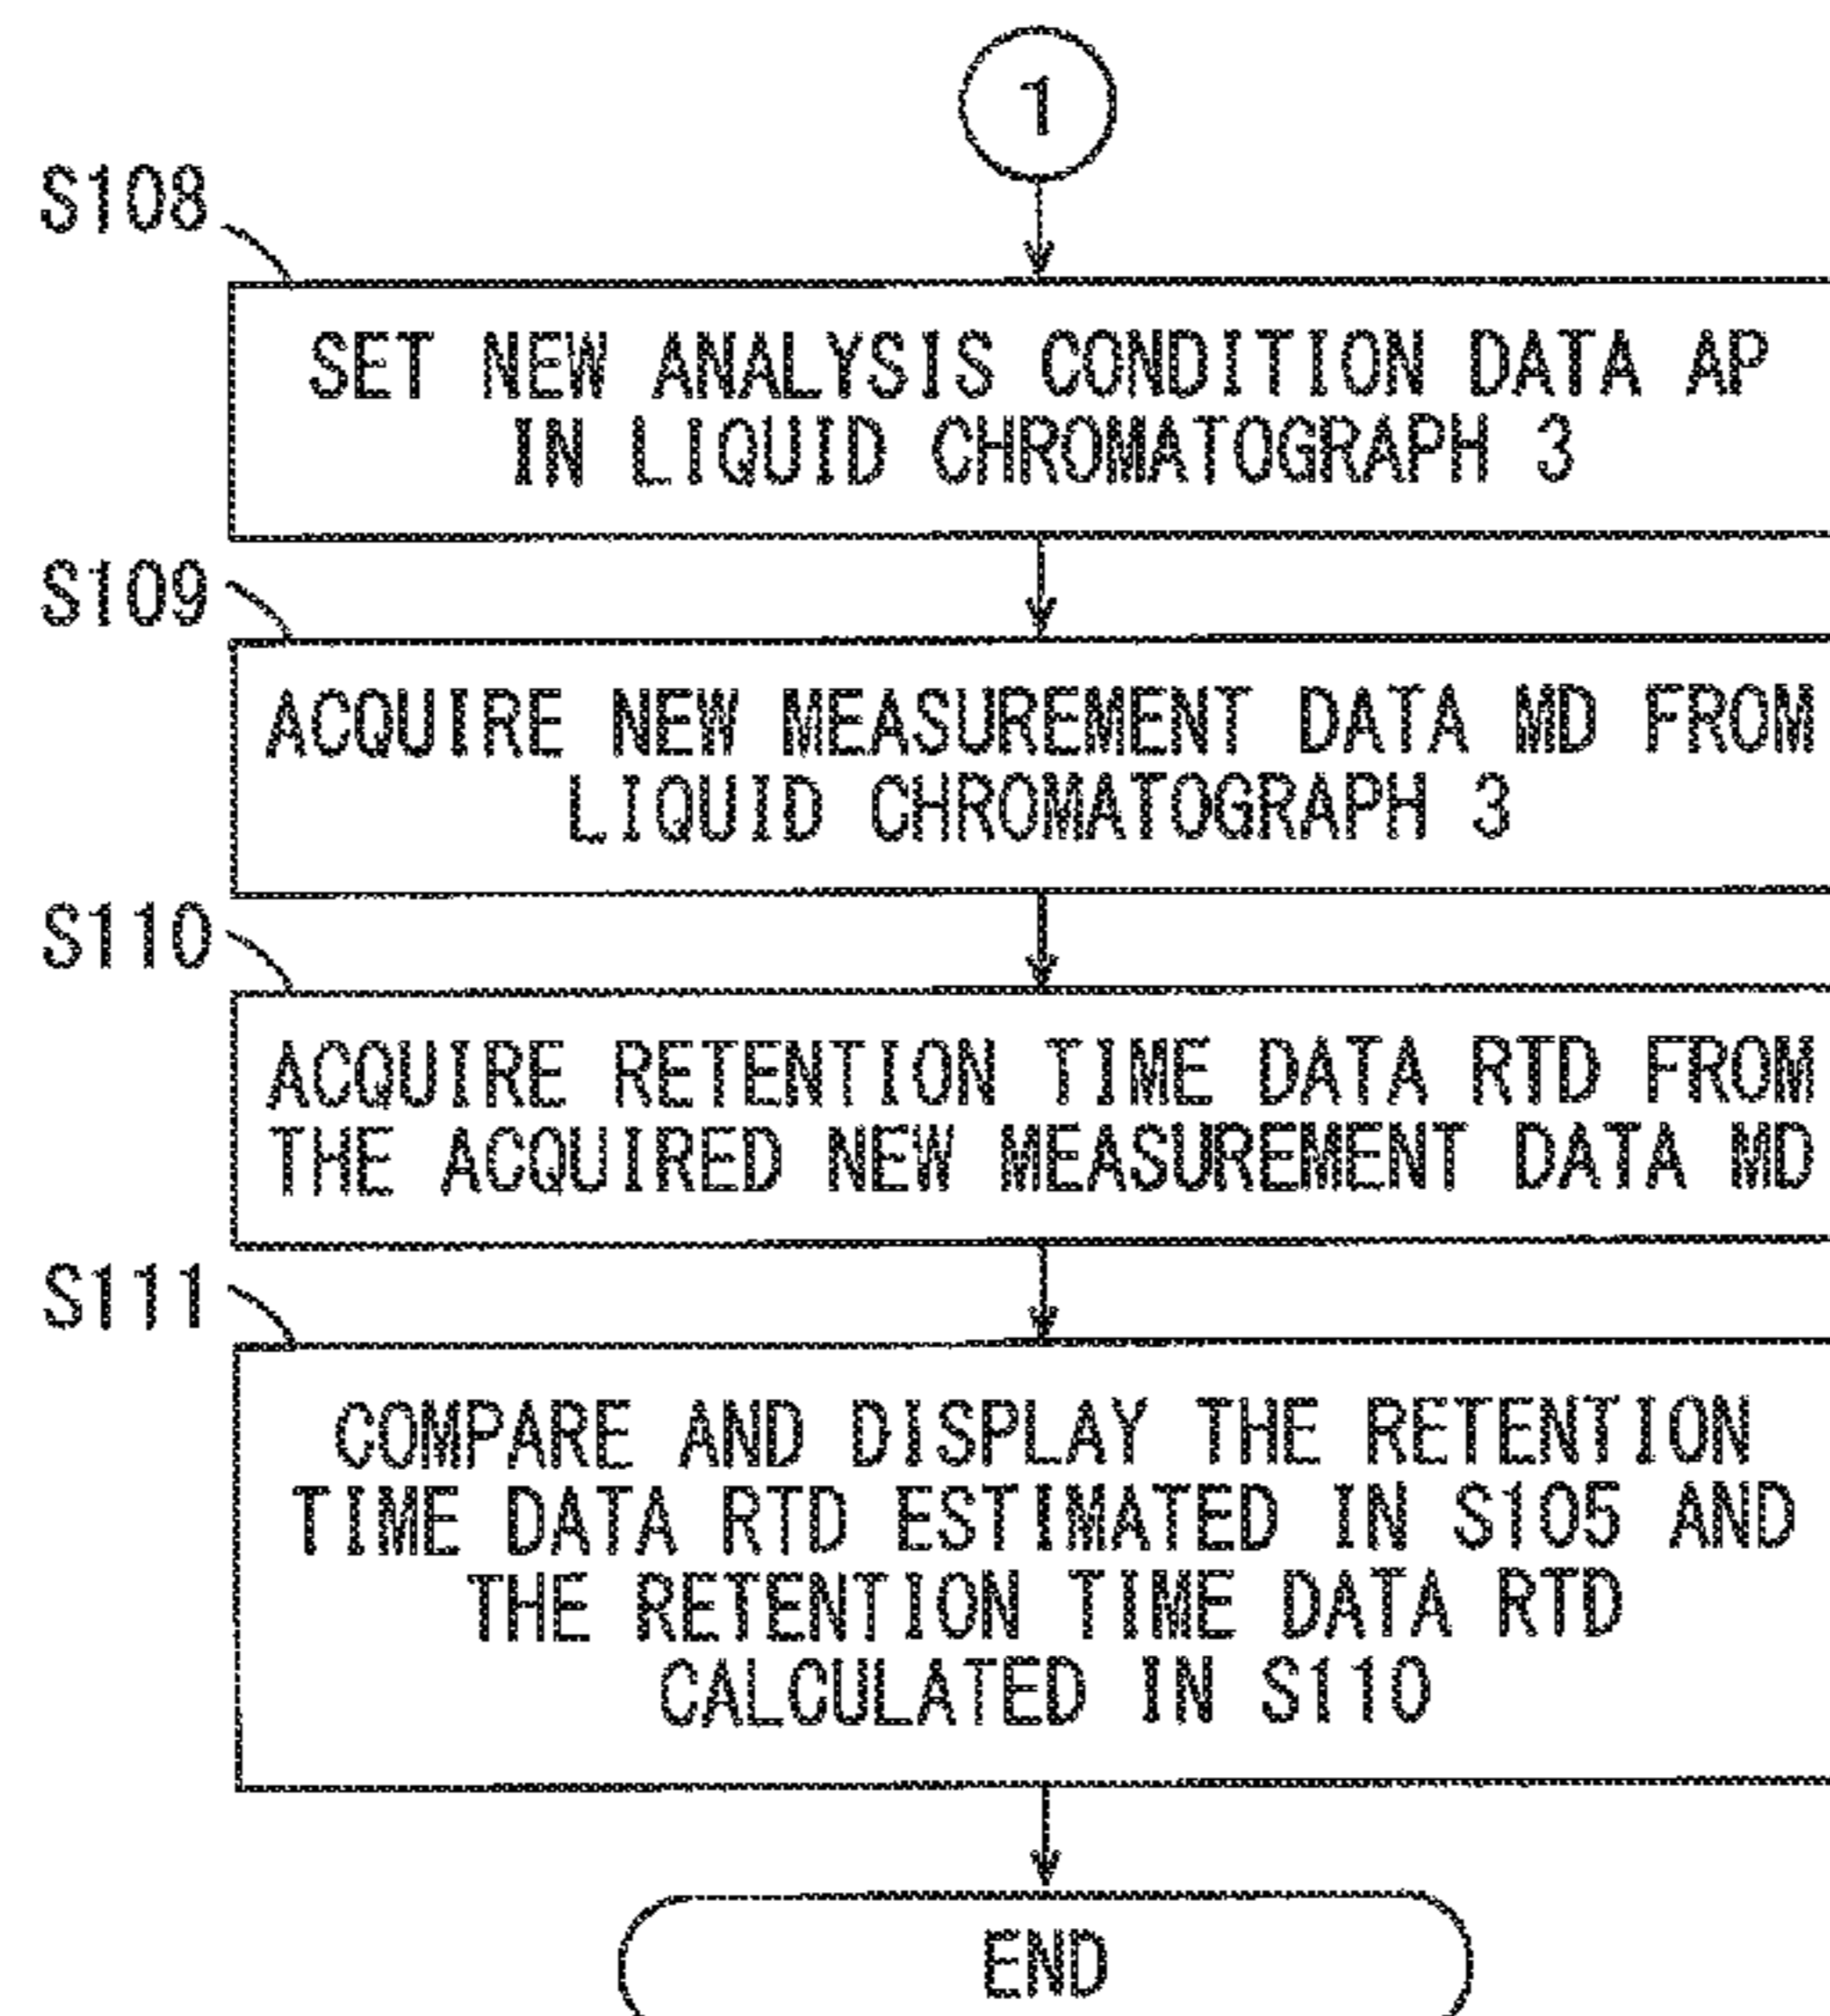 1
S108
SET NEW ANALYSIS CONDITION DATA AP
IN LIQUID CHROMATOGRAPH 3
S109
ACQUIRE NEW MEASUREMENT DATA MD FROM
LIQUID CHROMATOGRAPH 3
S110
ACQUIRE RETENTION TIME DATA RTD FROM
THE ACQUIRED NEW MEASUREMENT DATA MD
S111
COMPARE AND DISPLAY THE RETENTION
TIME DATA RTD ESTIMATED IN S105 AND
THE RETENTION TIME DATA RTD
CALCULATED IN S110
END